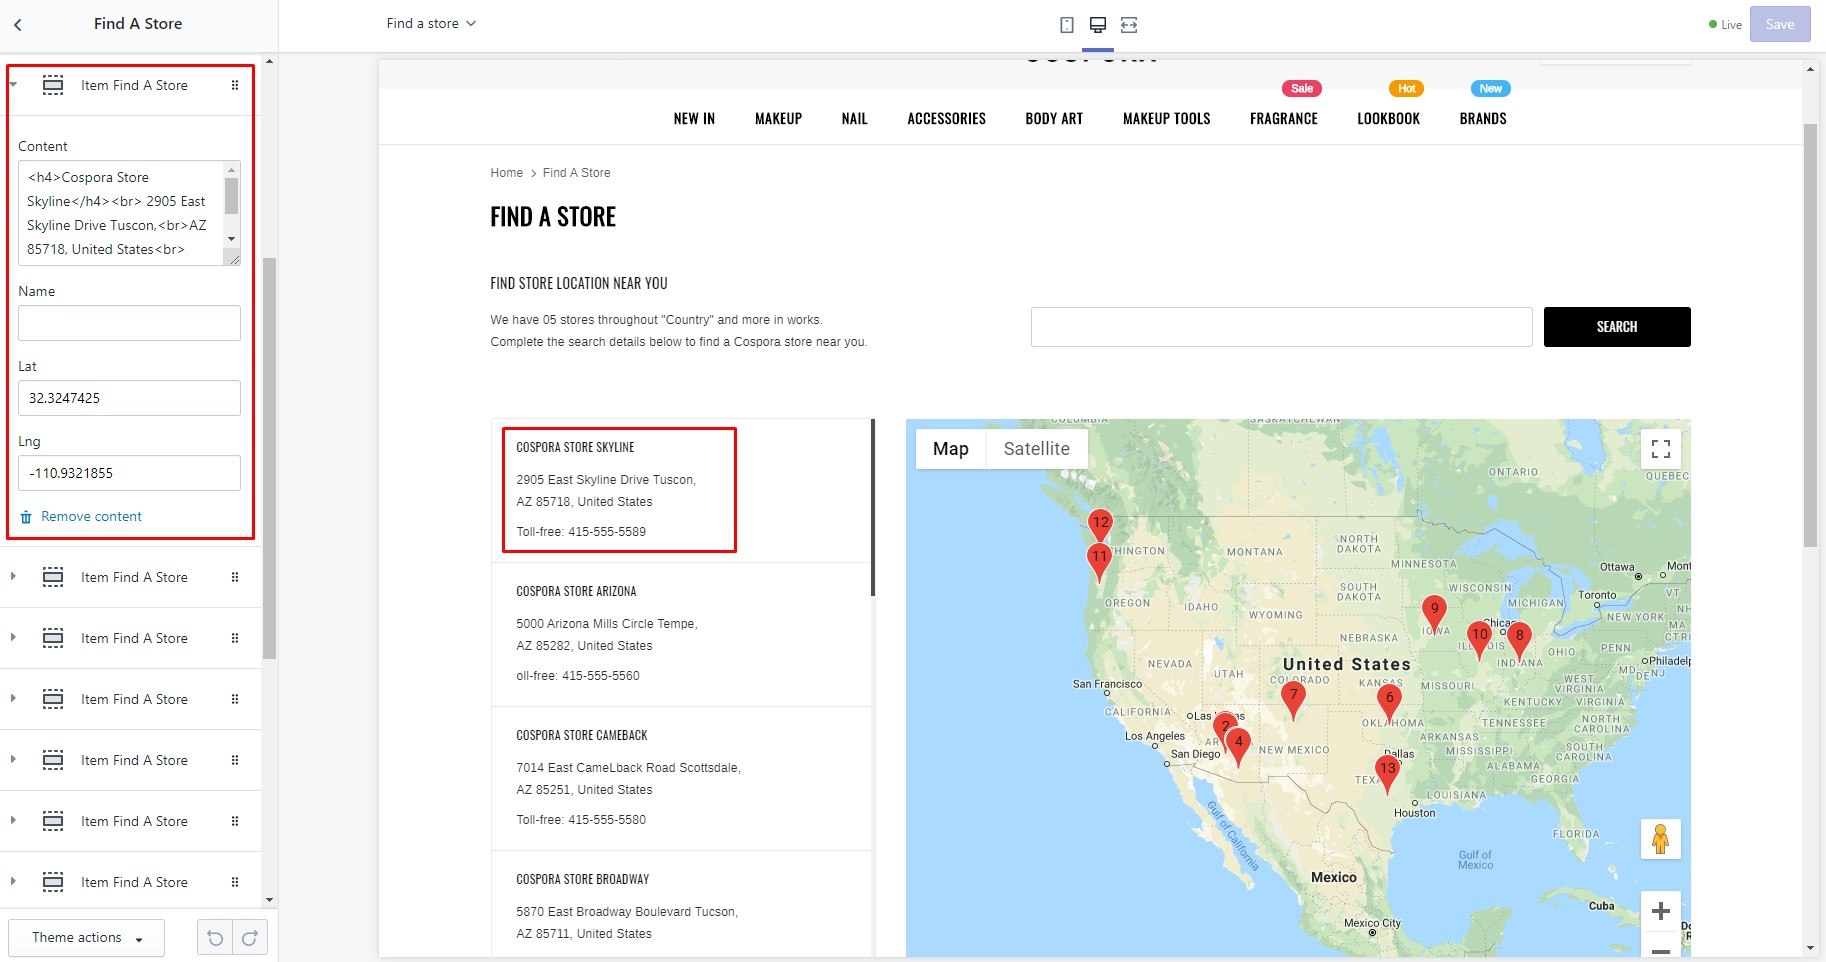 Find A Store
Find a store
Live
Save
Item Find A Store
Content
<h4>Cospora Store
Skyline</h4><br> 2905 East
Skyline Drive Tuscon,<br>AZ
85718, United States<br>
Name
Lat
32.3247425
Lng
-110.9321855
Remove content
Item Find A Store
Item Find A Store
Item Find A Store
Item Find A Store
Item Find A Store
Item Find A Store
Theme actions
Sale
Hot
New
NEW IN
MAKEUP
NAIL
ACCESSORIES
BODY ART
MAKEUP TOOLS
FRAGRANCE
LOOKBOOK
BRANDS
Home > Find A Store
FIND A STORE
FIND STORE LOCATION NEAR YOU
We have 05 stores throughout "Country" and more in works.
Complete the search details below to find a Cospora store near you.
SEARCH
COSPORA STORE SKYLINE
2905 East Skyline Drive Tuscon,
AZ 85718, United States
Toll-free: 415-555-5589
COSPORA STORE ARIZONA
5000 Arizona Mills Circle Tempe,
AZ 85282, United States
oll-free: 415-555-5560
COSPORA STORE CAMEBACK
7014 East CameLback Road Scottsdale,
AZ 85251, United States
Toll-free: 415-555-5580
COSPORA STORE BROADWAY
5870 East Broadway Boulevard Tucson,
AZ 85711, United States
Map
Satellite
ONTARIO
QUEBEC
12
11
HINGTON
MONTANA
NORTH
DAKOTA
MINNESOTA
Ottawa
Mont
OREGON
IDAHO
WYOMING
SOUTH
DAKOTA
WISCONSIN
MICHIGAN
Toronto
VT
NH
NEW YORK
MA
CT
RI
9
IOWA
10
8
Chicago
NEBRASKA
ILLINOIS
INDIANA
OHIO
PENN
MD
DE
NJ
Philadelp
NEVADA
UTAH
United States
COLORADO
KANSAS
MISSOURI
WEST
VIRGINIA
KENTUCKY
VIRGINIA
San Francisco
CALIFORNIA
Las Vegas
7
6
OKLAHOMA
TENNESSEE
NORTH
CAROLINA
Los Angeles
2
4
NEW MEXICO
ARKANSAS
MISSISSIPPI
SOUTH
CAROLINA
San Diego
Dallas
ALABAMA
GEORGIA
13
TEXA
LOUISIANA
Houston
FLORIDA
Gulf of California
Gulf of
Mexico
Mexico
Mexico City
Cuba